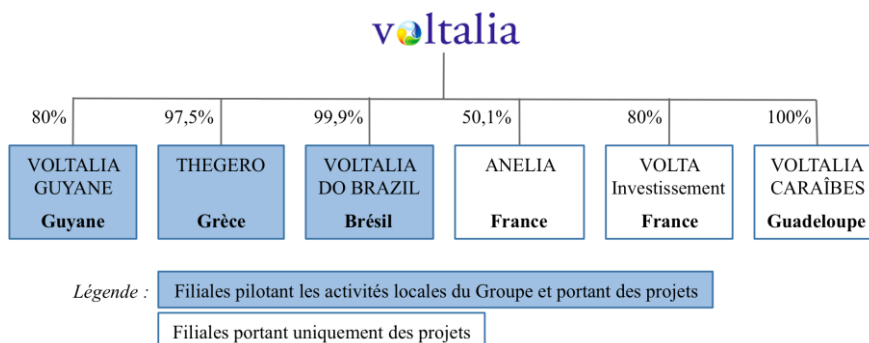 voltalia
80% 97,5% 99,9% 50,1% 80% 100%
VOLTALIA GUYANE
Guyane
THEGERO
Grèce
VOLTALIA DO BRAZIL
Brésil
ANELIA
France
VOLTA Investissement
France
VOLTALIA CARAÎBES
Guadeloupe
Légende :
Filiales pilotant les activités locales du Groupe et portant des projets
Filiales portant uniquement des projets